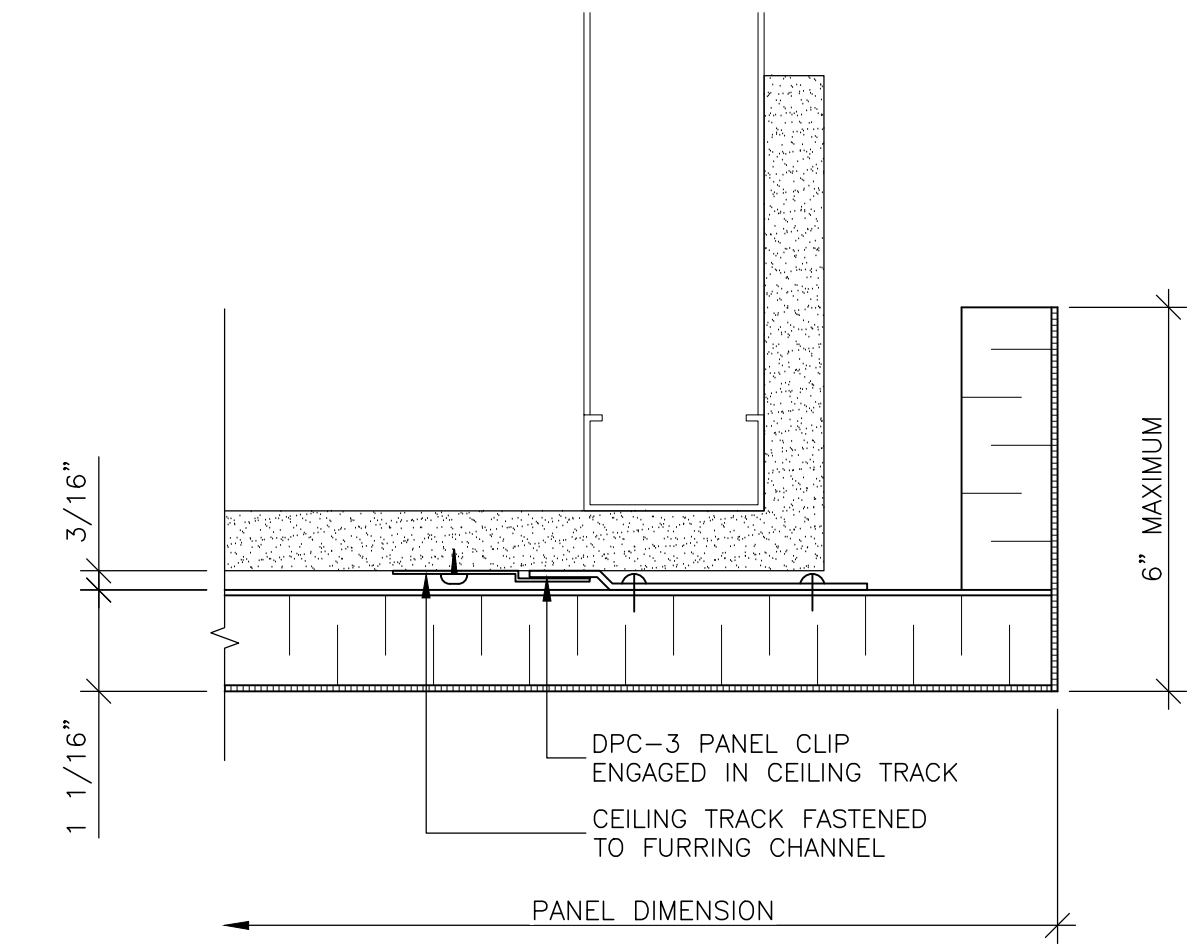 3/16”
6” MAXIMUM
1 1/16”
DPC-3 PANEL CLIP
ENGAGED IN CEILING TRACK
CEILING TRACK FASTENED
TO FURRING CHANNEL
PANEL DIMENSION